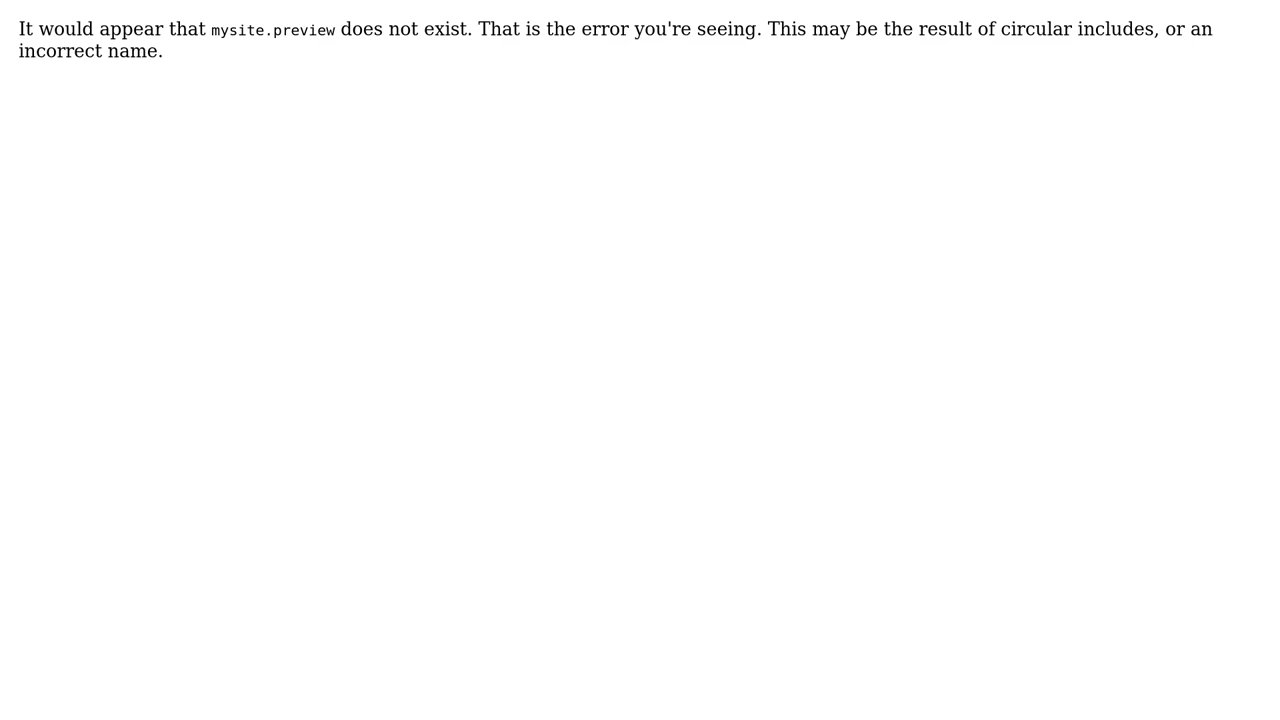 It would appear that mysite.preview does not exist. That is the error you're seeing. This may be the result of circular includes, or an
incorrect name.